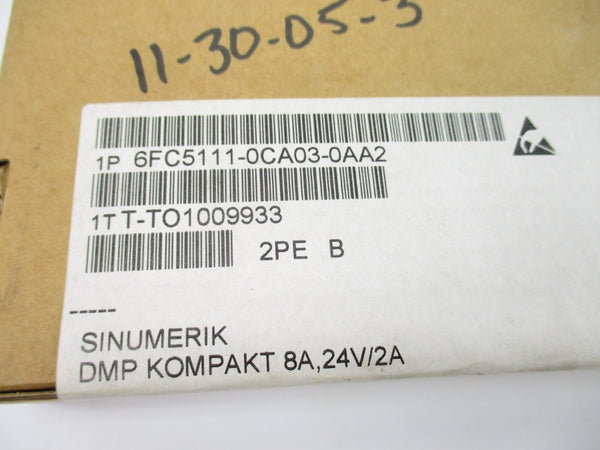 11-30-05-3
1P 6FC5111-0CA03-0AA2
1T T-TO1009933
2PE B
-----
SINUMERIK
DMP KOMPAKT 8A,24V/2A